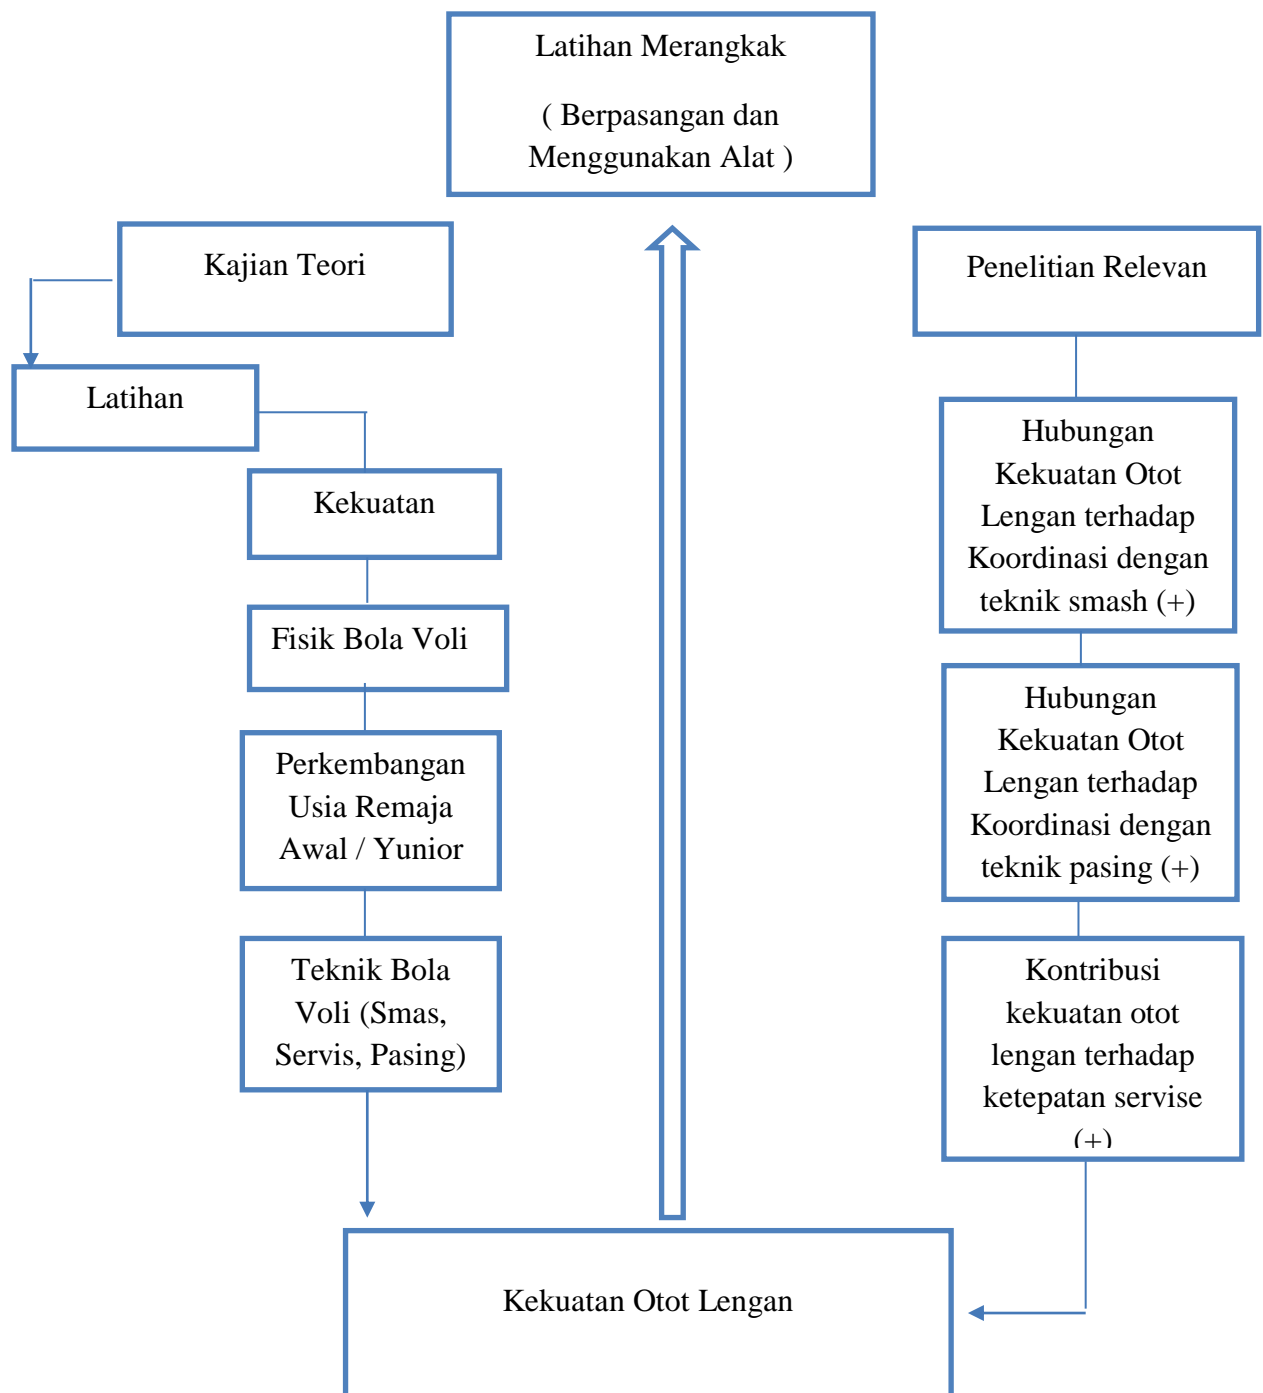 Latihan Merangkak
( Berpasangan dan
Menggunakan Alat )
Kajian Teori
Latihan
Kekuatan
Fisik Bola Voli
Perkembangan
Usia Remaja
Awal / Yunior
Teknik Bola
Voli (Smas,
Servis, Pasing)
Penelitian Relevan
Hubungan
Kekuatan Otot
Lengan terhadap
Koordinasi dengan
teknik smash (+)
Hubungan
Kekuatan Otot
Lengan terhadap
Koordinasi dengan
teknik pasing (+)
Kontribusi
kekuatan otot
lengan terhadap
ketepatan servise
(+)
Kekuatan Otot Lengan